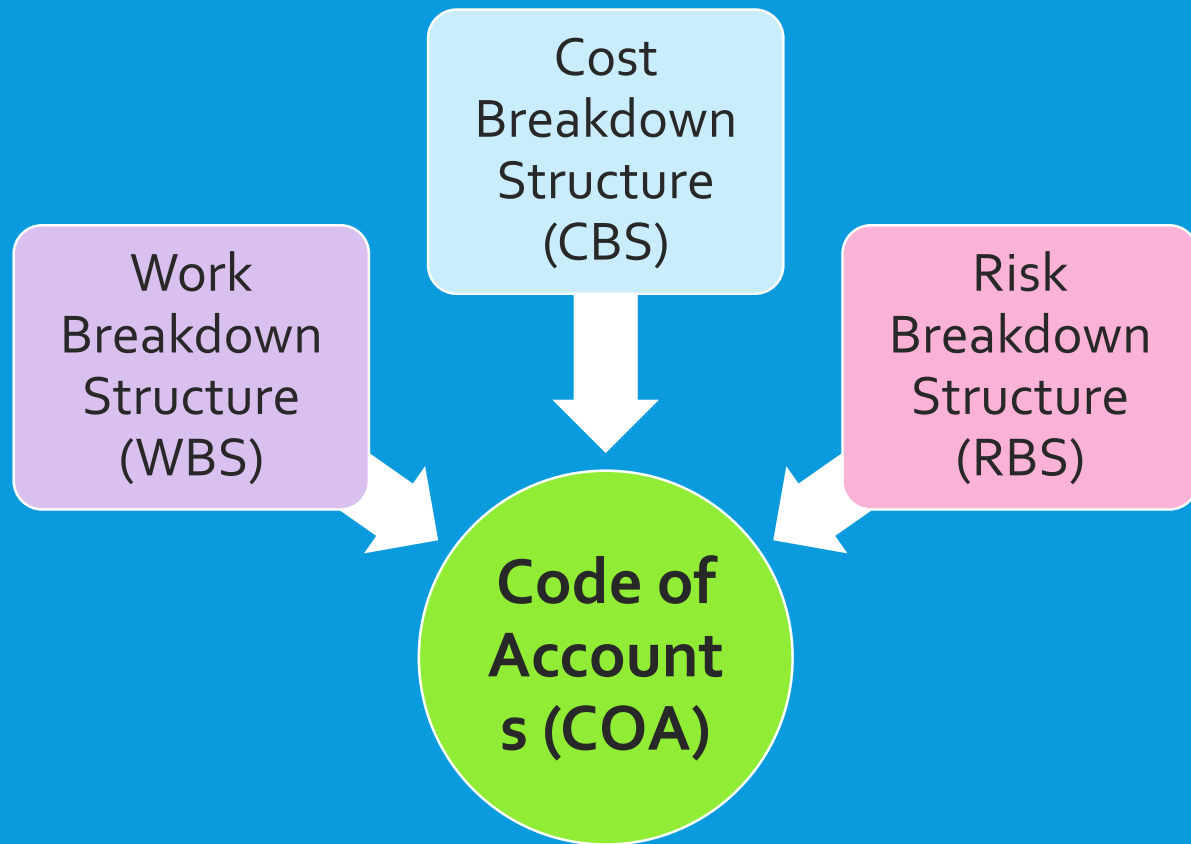 Cost
Breakdown
Structure
(CBS)
Work
Breakdown
Structure
(WBS)
Risk
Breakdown
Structure
(RBS)
Code of
Account
s (COA)